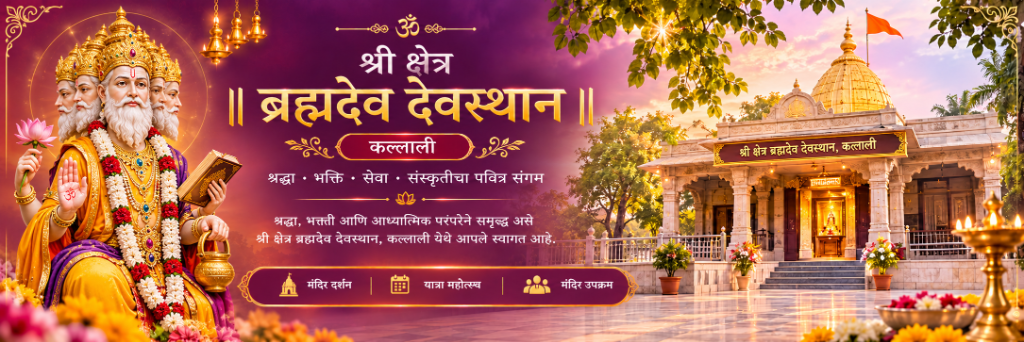 ॐ
श्री क्षेत्र
॥ ब्रह्मदेव देवस्थान ॥
कल्लाली
श्रद्धा • भक्ति • सेवा • संस्कृतीचा पवित्र संगम
श्रद्धा, भक्ती आणि आध्यात्मिक परंपरेने समृद्ध असे
श्री क्षेत्र ब्रह्मदेव देवस्थान, कल्लाली येथे आपले स्वागत आहे.
मंदिर दर्शन
यात्रा महोत्सव
मंदिर उपक्रम
श्री क्षेत्र ब्रह्मदेव देवस्थान, कल्लाली